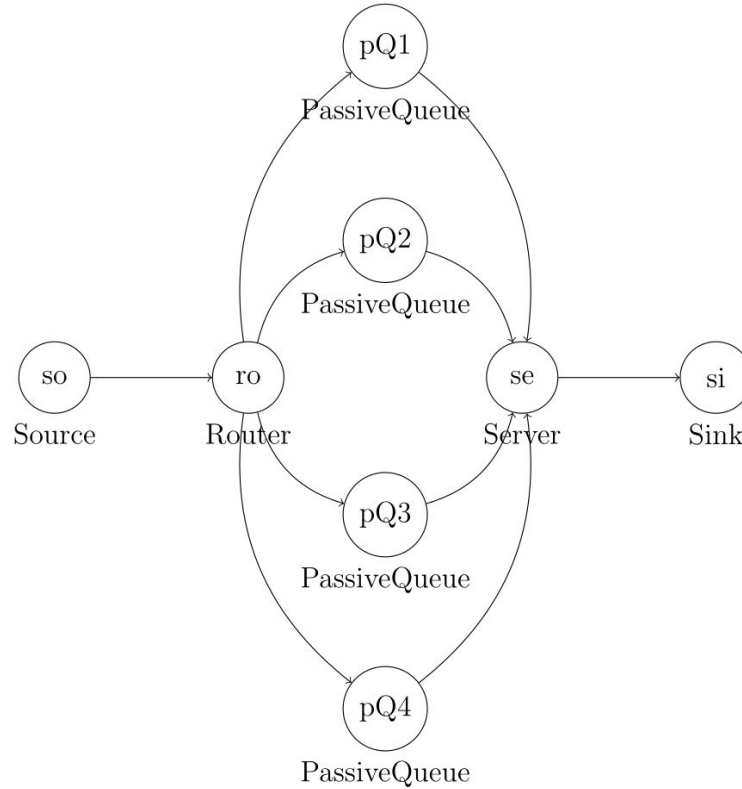 pQ1
PassiveQueue
pQ2
PassiveQueue
so
ro
se
si
Source
Router
Server
Sink
pQ3
PassiveQueue
pQ4
PassiveQueue